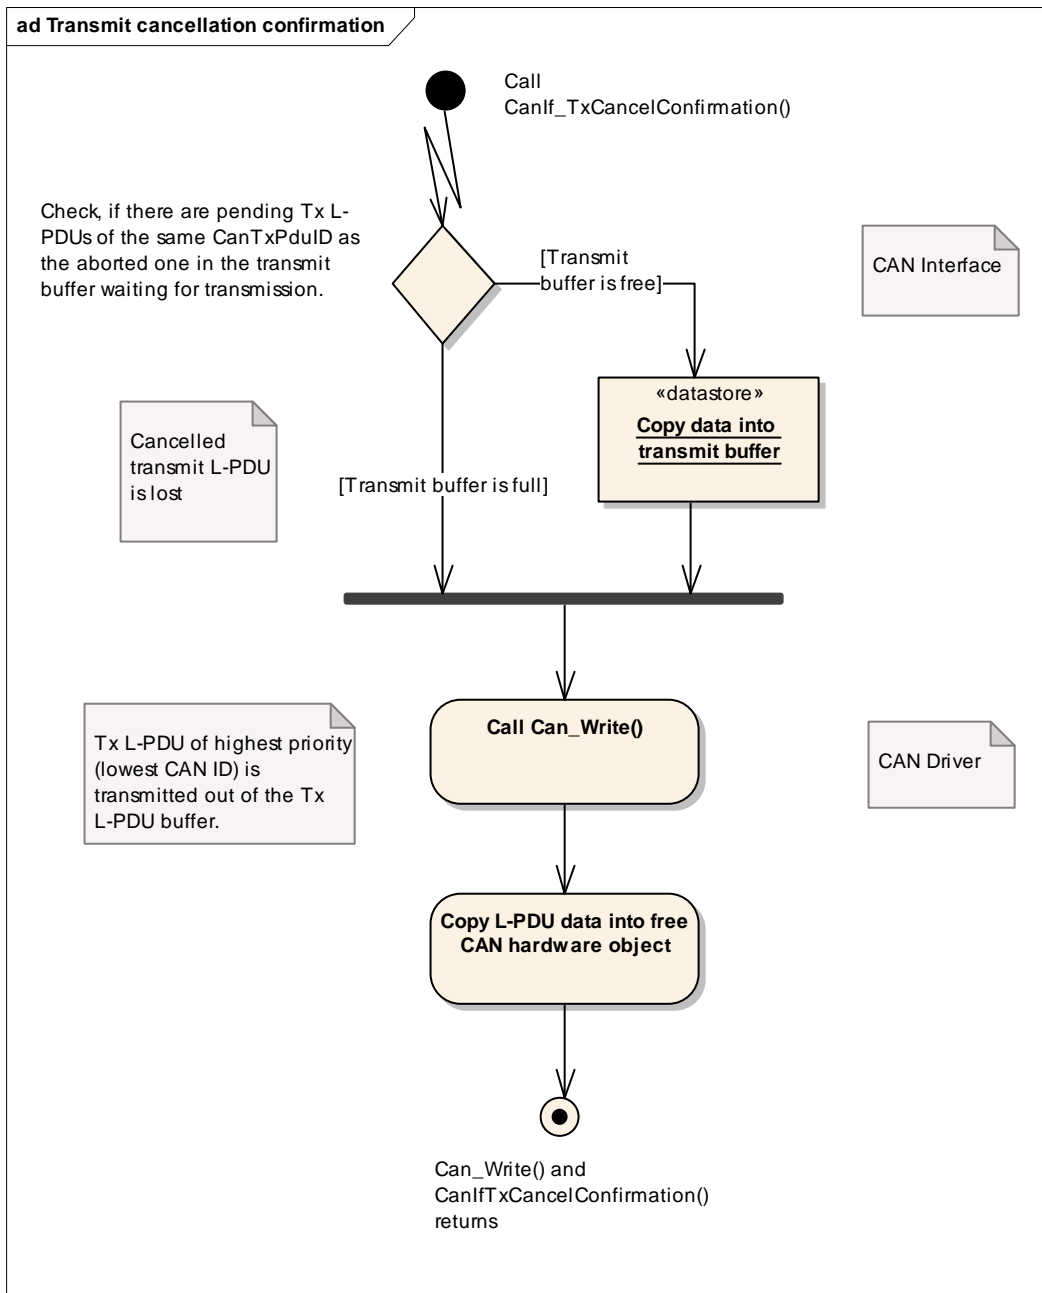 ad Transmit cancellation confirmation
Call
CanIf_TxCancelConfirmation()
Check, if there are pending Tx L-
PDUs of the same CanTxPduID as
the aborted one in the transmit
buffer waiting for transmission.
[Transmit
buffer is free]
CAN Interface
«datastore»
Copy data into
transmit buffer
Cancelled
transmit L-PDU
is lost
[Transmit buffer is full]
Call Can_Write()
Tx L-PDU of highest priority
(lowest CAN ID) is
transmitted out of the Tx
L-PDU buffer.
CAN Driver
Copy L-PDU data into free
CAN hardware object
Can_Write() and
CanIfTxCancelConfirmation()
returns